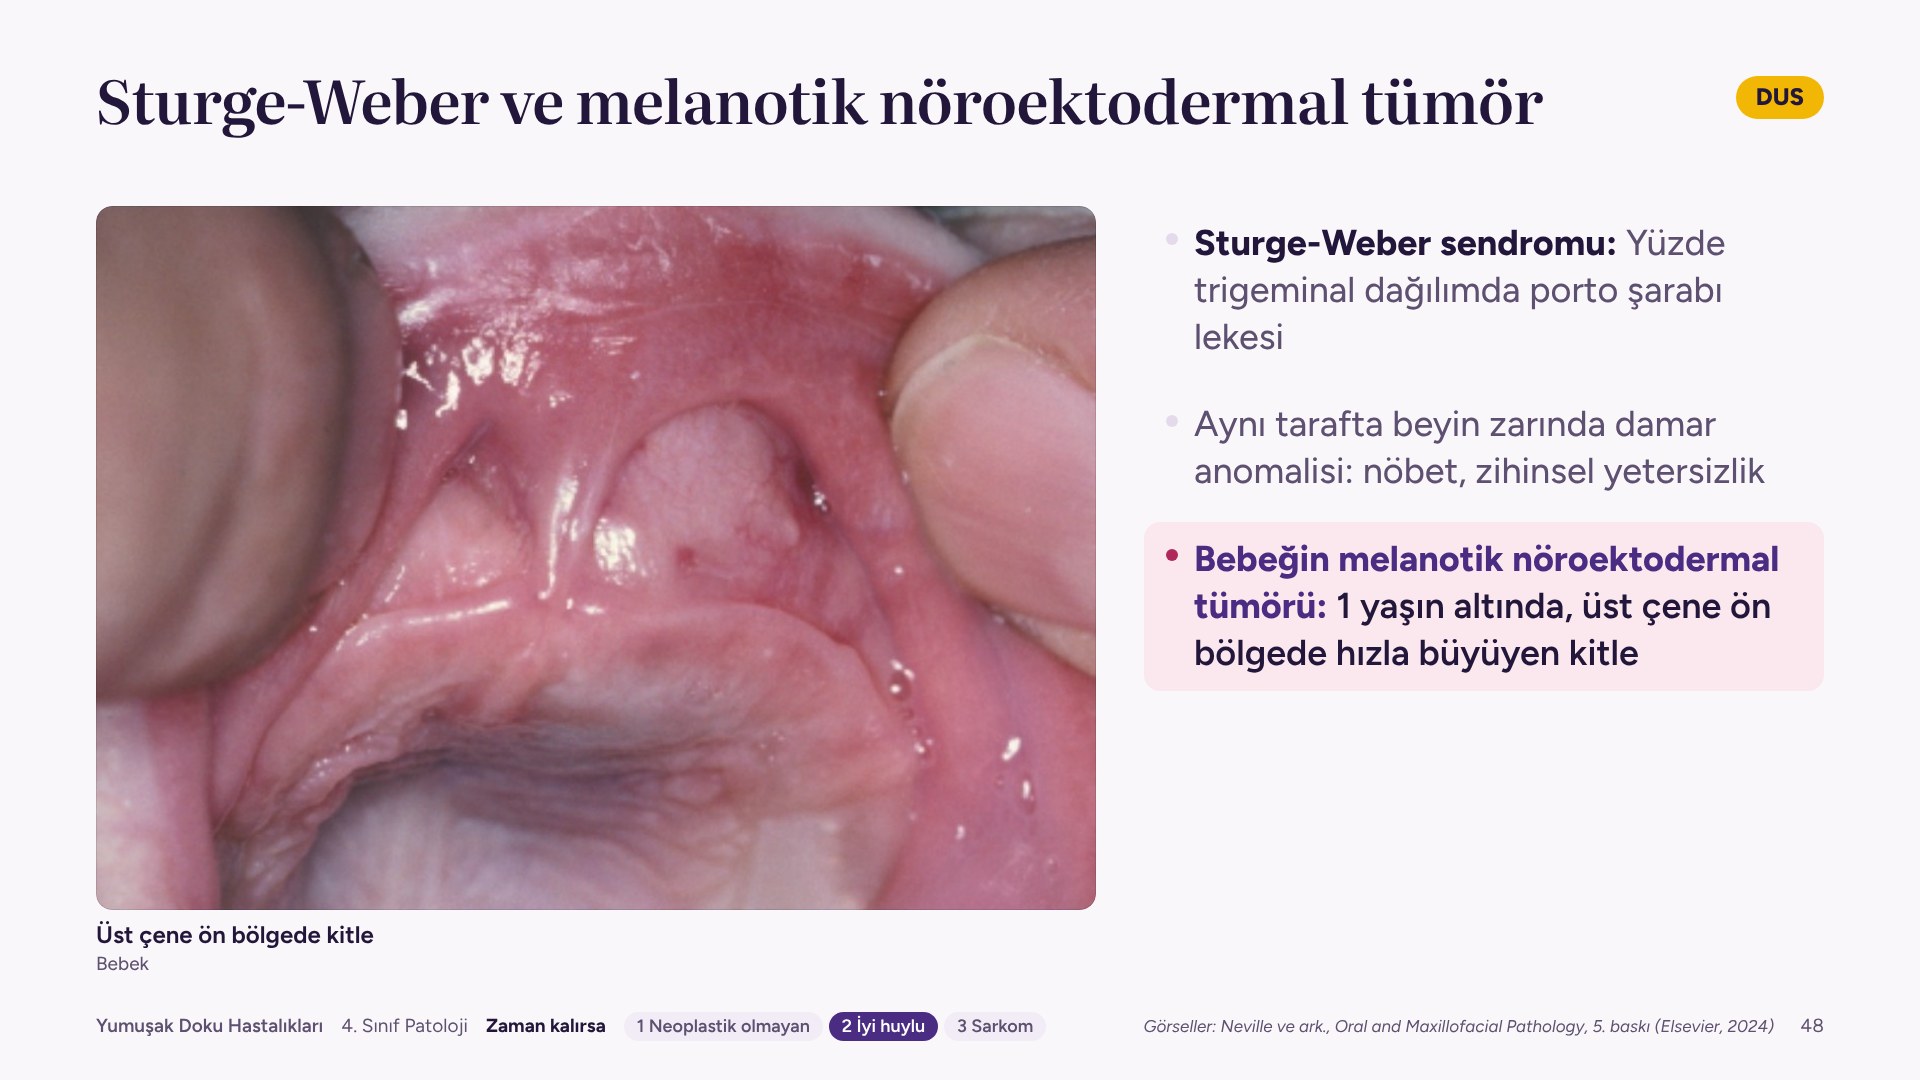 Sturge-Weber ve melanotik nöroektodermal tümör
DUS
Sturge-Weber sendromu: Yüzde
trigeminal dağılımda porto şarabı
lekesi
Aynı tarafta beyin zarında damar
anomalisi: nöbet, zihinsel yetersizlik
Bebeğin melanotik nöroektodermal
tümörü: 1 yaşın altında, üst çene ön
bölgede hızla büyüyen kitle
Üst çene ön bölgede kitle
Bebek
Yumuşak Doku Hastalıkları 4. Sınıf Patoloji Zaman kalırsa 1 Neoplastik olmayan 2 İyi huylu 3 Sarkom
Görseller: Neville ve ark., Oral and Maxillofacial Pathology, 5. baskı (Elsevier, 2024) 48